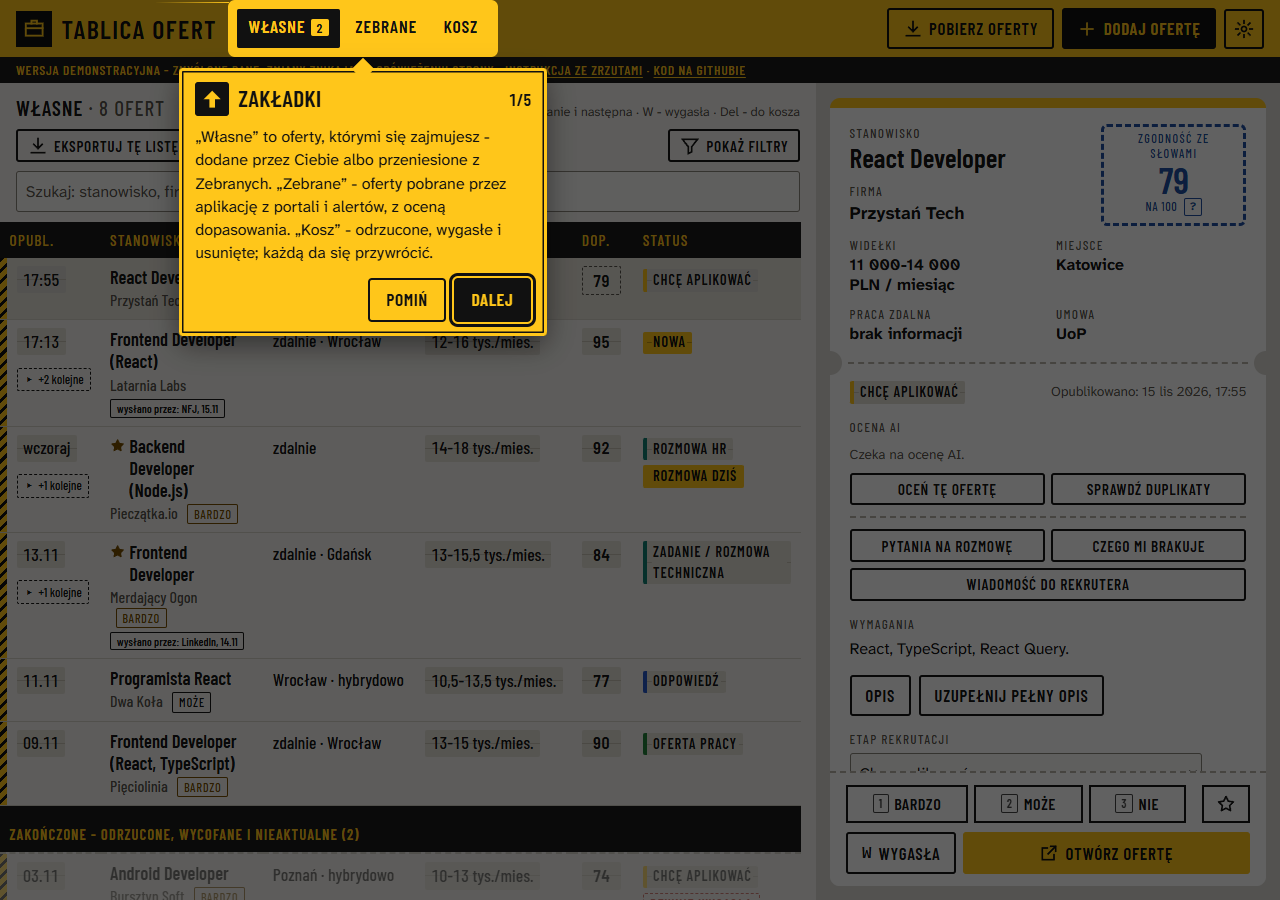 TABLICA OFERT
WŁASNE 2
ZEBRANE
KOSZ
POBIERZ OFERTY
DODAJ OFERTĘ
WERSJA DEMONSTRACYJNA -
KCJA ZE ZRZUTAMI · KOD NA GITHUBIE
WŁASNE · 8 OFERT
anie i następna · W - wygasła · Del - do kosza
EKSPORTUJ TĘ LISTĘ
POKAŻ FILTRY
Szukaj: stanowisko,
ZAKŁADKI
1/5
„Własne” to oferty, którymi się zajmujesz -
dodane przez Ciebie albo przeniesione z
Zebranych. „Zebrane” - oferty pobrane przez
aplikację z portali i alertów, z oceną
dopasowania. „Kosz” - odrzucone, wygasłe i
usunięte; każdą da się przywrócić.
POMIŃ
DALEJ
OPUBL.
STANOWISK
DOP.
STATUS
17:55
React Deve
Przystań Tec
79
CHCĘ APLIKOWAĆ
17:13
+2 kolejne
Frontend Developer
(React)
Latarnia Labs
wysłano przez: NFJ, 15.11
zdalnie · Wrocław
12-16 tys./mies.
95
NOWA
wczoraj
+1 kolejne
Backend
Developer
(Node.js)
Pieczątka.io BARDZO
zdalnie
14-18 tys./mies.
92
ROZMOWA HR
ROZMOWA DZIŚ
13.11
+1 kolejne
Frontend
Developer
Merdający Ogon
BARDZO
wysłano przez: LinkedIn, 14.11
zdalnie · Gdańsk
13-15,5 tys./mies.
84
ZADANIE / ROZMOWA
TECHNICZNA
11.11
Programista React
Dwa Koła MOŻE
Wrocław · hybrydowo
10,5-13,5 tys./mies.
77
ODPOWIEDŹ
09.11
Frontend Developer
(React, TypeScript)
Pięciolinia BARDZO
zdalnie · Wrocław
13-15 tys./mies.
90
OFERTA PRACY
ZAKOŃCZONE - ODRZUCONE, WYCOFANE I NIEAKTUALNE (2)
03.11
Android Developer
Bursztyn Soft BARDZO
Poznań · hybrydowo
10-13 tys./mies.
74
CHCĘ APLIKOWAĆ
STANOWISKO
React Developer
FIRMA
Przystań Tech
ZGODNOŚĆ ZE
SŁOWAMI
79
NA 100 ?
WIDEŁKI
11 000-14 000
PLN / miesiąc
MIEJSCE
Katowice
PRACA ZDALNA
brak informacji
UMOWA
UoP
CHCĘ APLIKOWAĆ
Opublikowano: 15 lis 2026, 17:55
OCENA AI
Czeka na ocenę AI.
OCEŃ TĘ OFERTĘ
SPRAWDŹ DUPLIKATY
PYTANIA NA ROZMOWĘ
CZEGO MI BRAKUJE
WIADOMOŚĆ DO REKRUTERA
WYMAGANIA
React, TypeScript, React Query.
OPIS
UZUPEŁNIJ PEŁNY OPIS
ETAP REKRUTACJI
1 BARDZO
2 MOŻE
3 NIE
W WYGASŁA
OTWÓRZ OFERTĘ